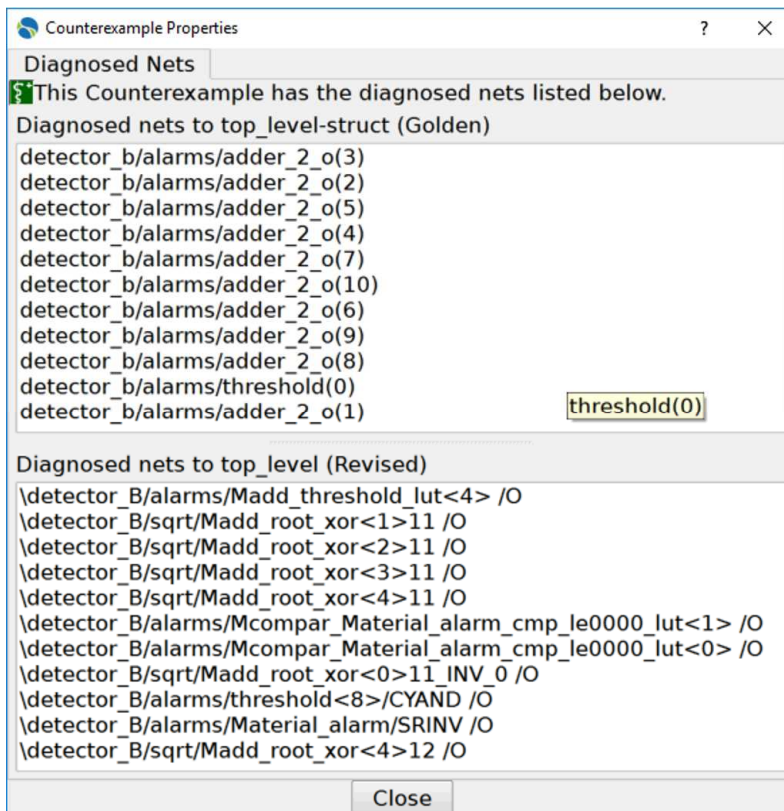 Counterexample Properties ? ×
Diagnosed Nets
This Counterexample has the diagnosed nets listed below.
Diagnosed nets to top_level-struct (Golden)
detector_b/alarms/adder_2_o(3)
detector_b/alarms/adder_2_o(2)
detector_b/alarms/adder_2_o(5)
detector_b/alarms/adder_2_o(4)
detector_b/alarms/adder_2_o(7)
detector_b/alarms/adder_2_o(10)
detector_b/alarms/adder_2_o(6)
detector_b/alarms/adder_2_o(9)
detector_b/alarms/adder_2_o(8)
detector_b/alarms/threshold(0)
threshold(0)
detector_b/alarms/adder_2_o(1)
Diagnosed nets to top_level (Revised)
\detector_B/alarms/Madd_threshold_lut<4> /O
\detector_B/sqrt/Madd_root_xor<1>11 /O
\detector_B/sqrt/Madd_root_xor<2>11 /O
\detector_B/sqrt/Madd_root_xor<3>11 /O
\detector_B/sqrt/Madd_root_xor<4>11 /O
\detector_B/alarms/Mcompar_Material_alarm_cmp_le0000_lut<1> /O
\detector_B/alarms/Mcompar_Material_alarm_cmp_le0000_lut<0> /O
\detector_B/sqrt/Madd_root_xor<0>11_INV_0 /O
\detector_B/alarms/threshold<8>/CYAND /O
\detector_B/alarms/Material_alarm/SRINV /O
\detector_B/sqrt/Madd_root_xor<4>12 /O
Close